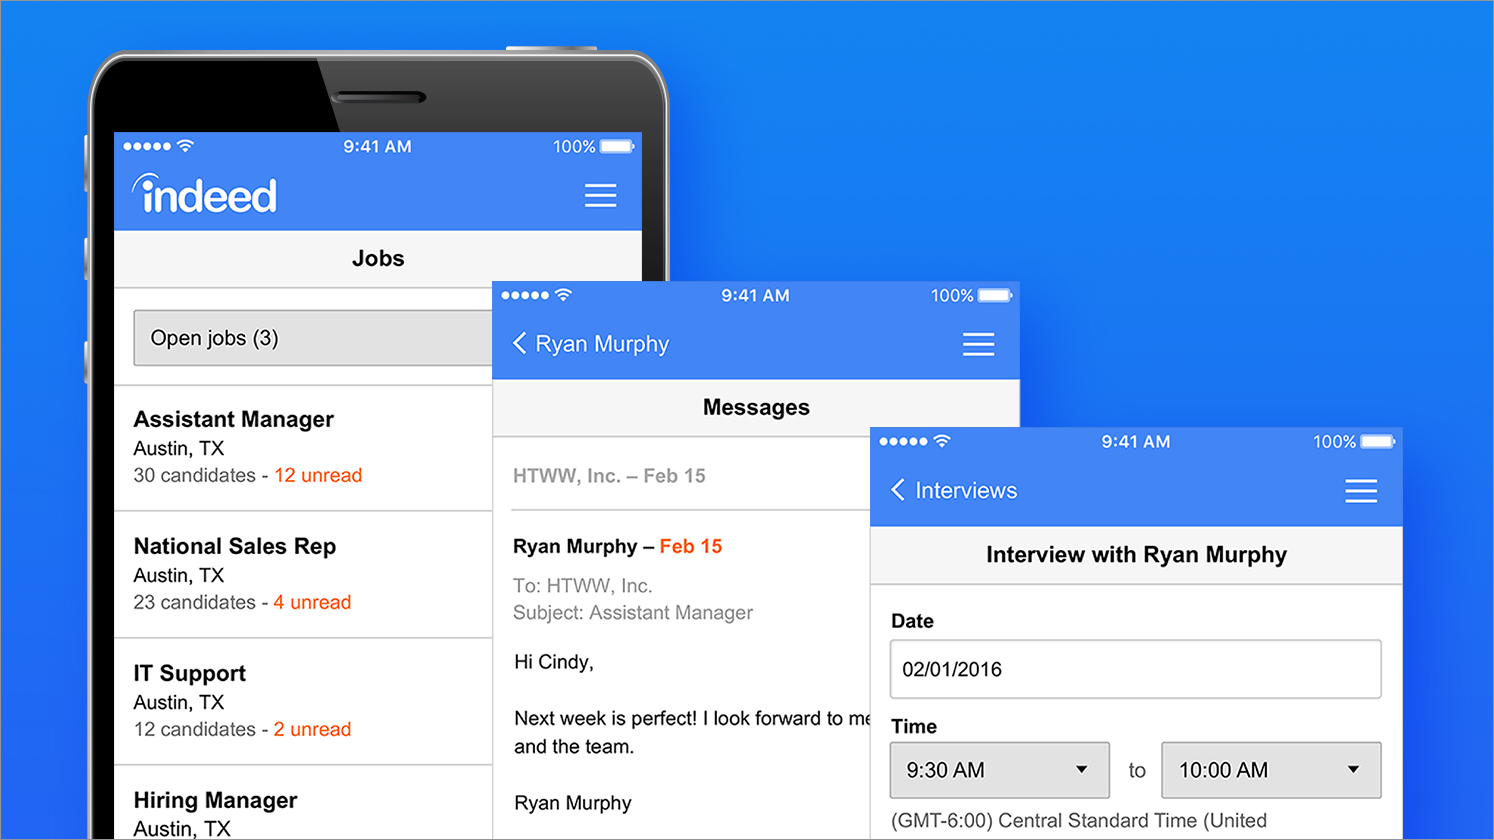 9:41 AM 100%
indeed
Jobs
Open jobs (3)
Assistant Manager
Austin, TX
30 candidates - 12 unread
National Sales Rep
Austin, TX
23 candidates - 4 unread
IT Support
Austin, TX
12 candidates - 2 unread
Hiring Manager
Austin, TX
9:41 AM 100%
Ryan Murphy
Messages
HTWW, Inc. – Feb 15
Ryan Murphy – Feb 15
To: HTWW, Inc.
Subject: Assistant Manager
Hi Cindy,
Next week is perfect! I look forward to me
and the team.
Ryan Murphy
9:41 AM 100%
Interviews
Interview with Ryan Murphy
Date
02/01/2016
Time
9:30 AM to 10:00 AM
(GMT-6:00) Central Standard Time (United